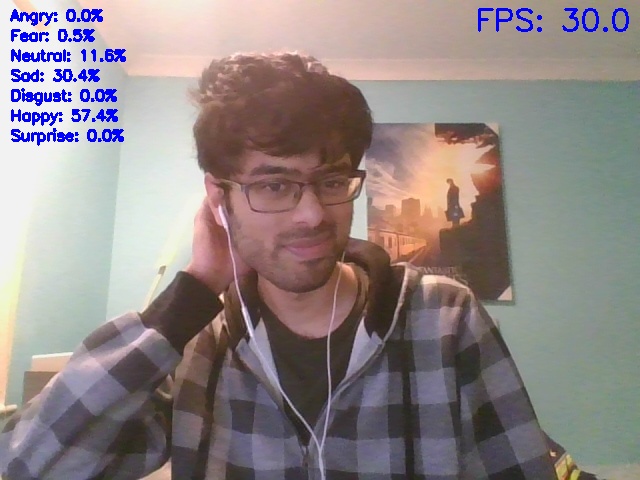 Angry: 0.0%
Fear: 0.5%
Neutral: 11.6%
Sad: 30.4%
Disgust: 0.0%
Happy: 57.4%
Surprise: 0.0%
FPS: 30.0